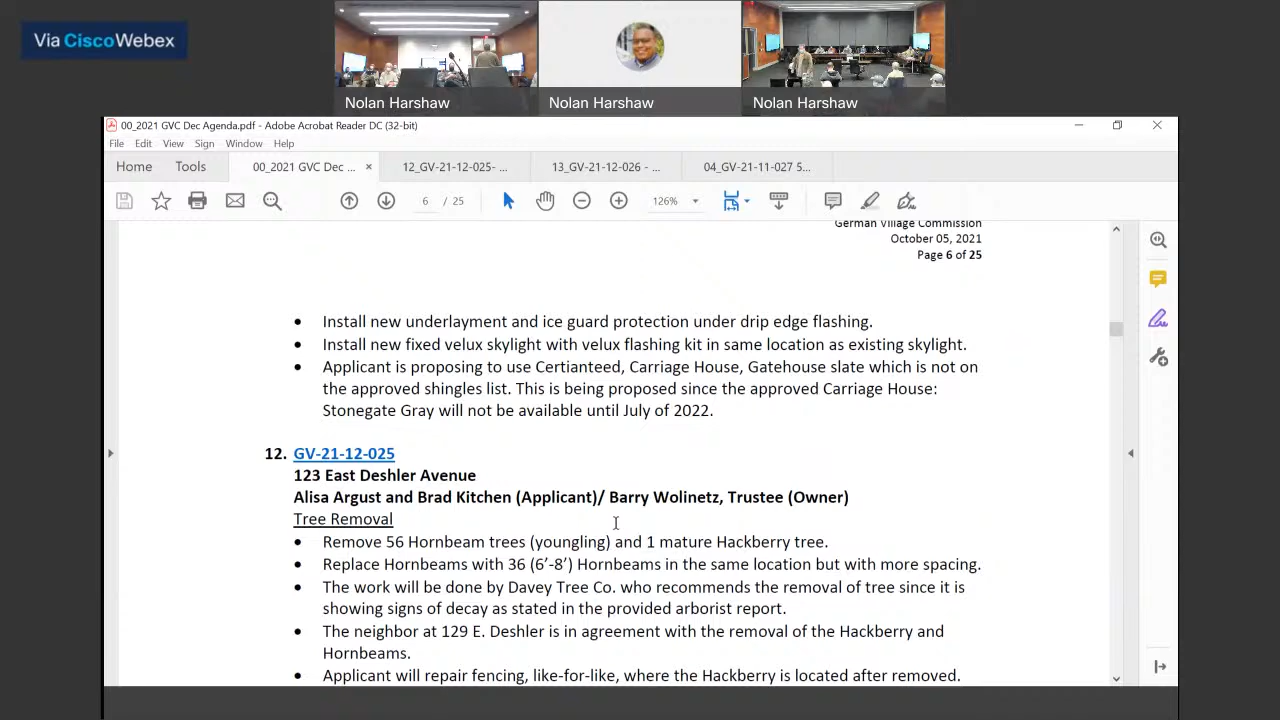 Via CiscoWebex
Nolan Harshaw
Nolan Harshaw
Nolan Harshaw
00_2021 GVC Dec Agenda.pdf - Adobe Acrobat Reader DC (32-bit)
File Edit View Sign Window Help
Home Tools 00_2021 GVC Dec ... × 12_GV-21-12-025- ... 13_GV-21-12-026 - ... 04_GV-21-11-027 5...
6 / 25 126%
German Village Commission
October 05, 2021
Page 6 of 25
• Install new underlayment and ice guard protection under drip edge flashing.
• Install new fixed velux skylight with velux flashing kit in same location as existing skylight.
• Applicant is proposing to use Certianteed, Carriage House, Gatehouse slate which is not on
the approved shingles list. This is being proposed since the approved Carriage House:
Stonegate Gray will not be available until July of 2022.
12. GV-21-12-025
123 East Deshler Avenue
Alisa Argust and Brad Kitchen (Applicant)/ Barry Wolinetz, Trustee (Owner)
Tree Removal
• Remove 56 Hornbeam trees (youngling) and 1 mature Hackberry tree.
• Replace Hornbeams with 36 (6’-8’) Hornbeams in the same location but with more spacing.
• The work will be done by Davey Tree Co. who recommends the removal of tree since it is
showing signs of decay as stated in the provided arborist report.
• The neighbor at 129 E. Deshler is in agreement with the removal of the Hackberry and
Hornbeams.
• Applicant will repair fencing, like-for-like, where the Hackberry is located after removed.